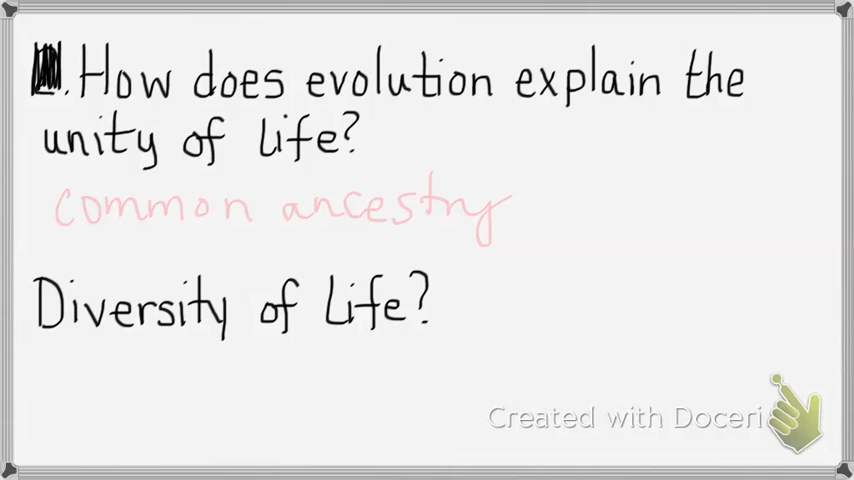 . How does evolution explain the
unity of life?
common ancestry
Diversity of Life?
Created with Doceri